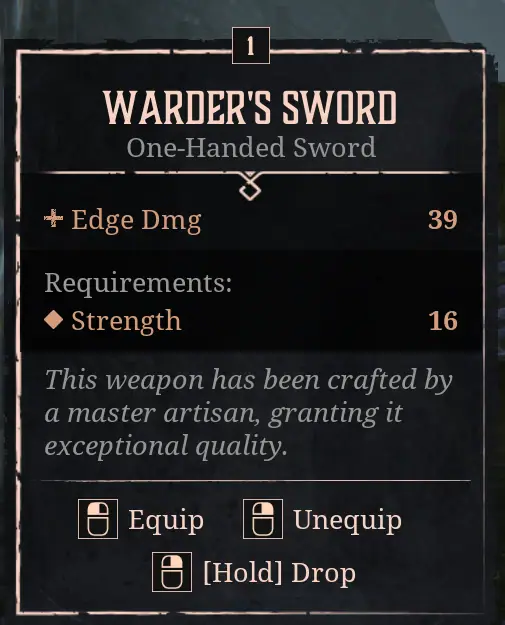 1
WARDER'S SWORD
One-Handed Sword
Edge Dmg 39
Requirements:
Strength 16
This weapon has been crafted by
a master artisan, granting it
exceptional quality.
Equip Unequip
[Hold] Drop